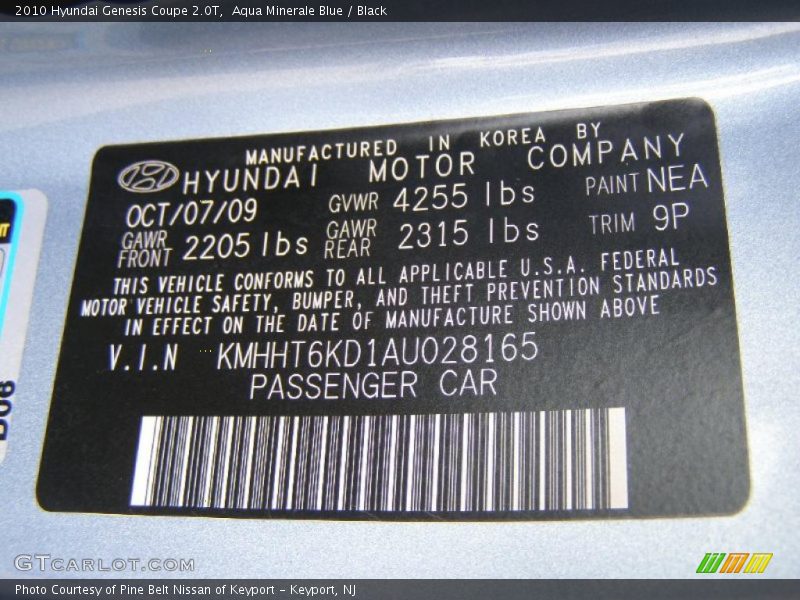 2010 Hyundai Genesis Coupe 2.0T, Aqua Minerale Blue / Black
MANUFACTURED IN KOREA BY
HYUNDAI MOTOR COMPANY
OCT/07/09 GVWR 4255 lbs PAINT NEA
GAWR FRONT 2205 lbs GAWR REAR 2315 lbs TRIM 9P
THIS VEHICLE CONFORMS TO ALL APPLICABLE U.S.A. FEDERAL
MOTOR VEHICLE SAFETY, BUMPER, AND THEFT PREVENTION STANDARDS
IN EFFECT ON THE DATE OF MANUFACTURE SHOWN ABOVE
V.I.N KMHHT6KD1AU028165
PASSENGER CAR
GTCARLOT.COM
Photo Courtesy of Pine Belt Nissan of Keyport - Keyport, NJ